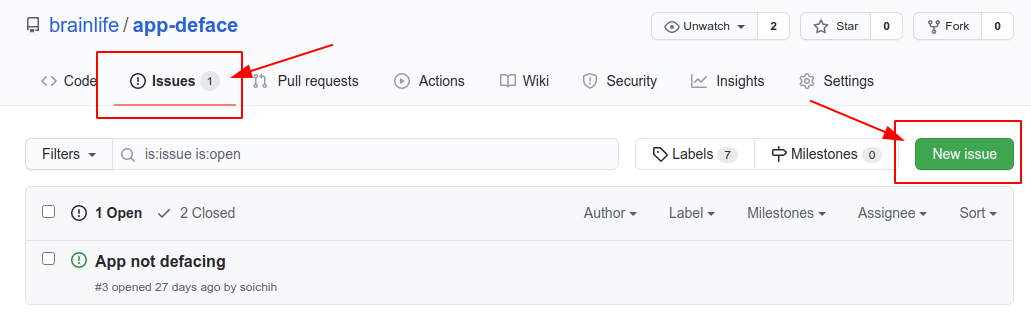 brainlife / app-deface
Unwatch 2 Star 0 Fork 0
Code Issues 1 Pull requests Actions Wiki Security Insights Settings
Filters is:issue is:open Labels 7 Milestones 0 New issue
1 Open 2 Closed Author Label Milestones Assignee Sort
App not defacing
#3 opened 27 days ago by soichih